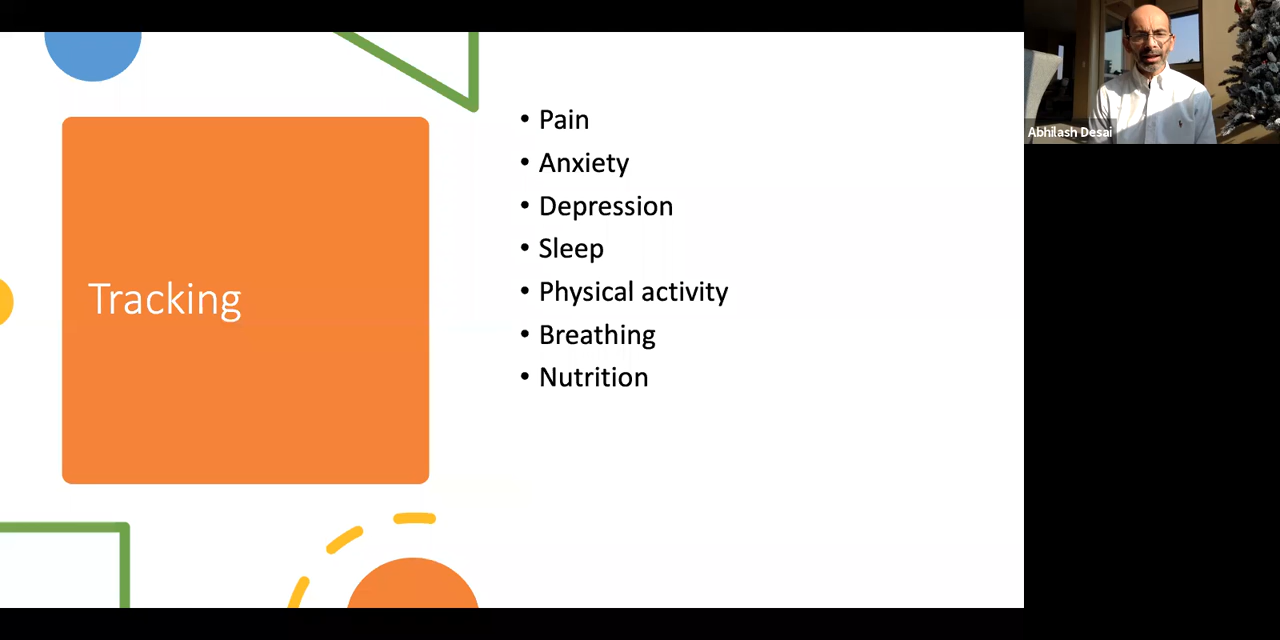 Tracking
• Pain
• Anxiety
• Depression
• Sleep
• Physical activity
• Breathing
• Nutrition
Abhilash Desai